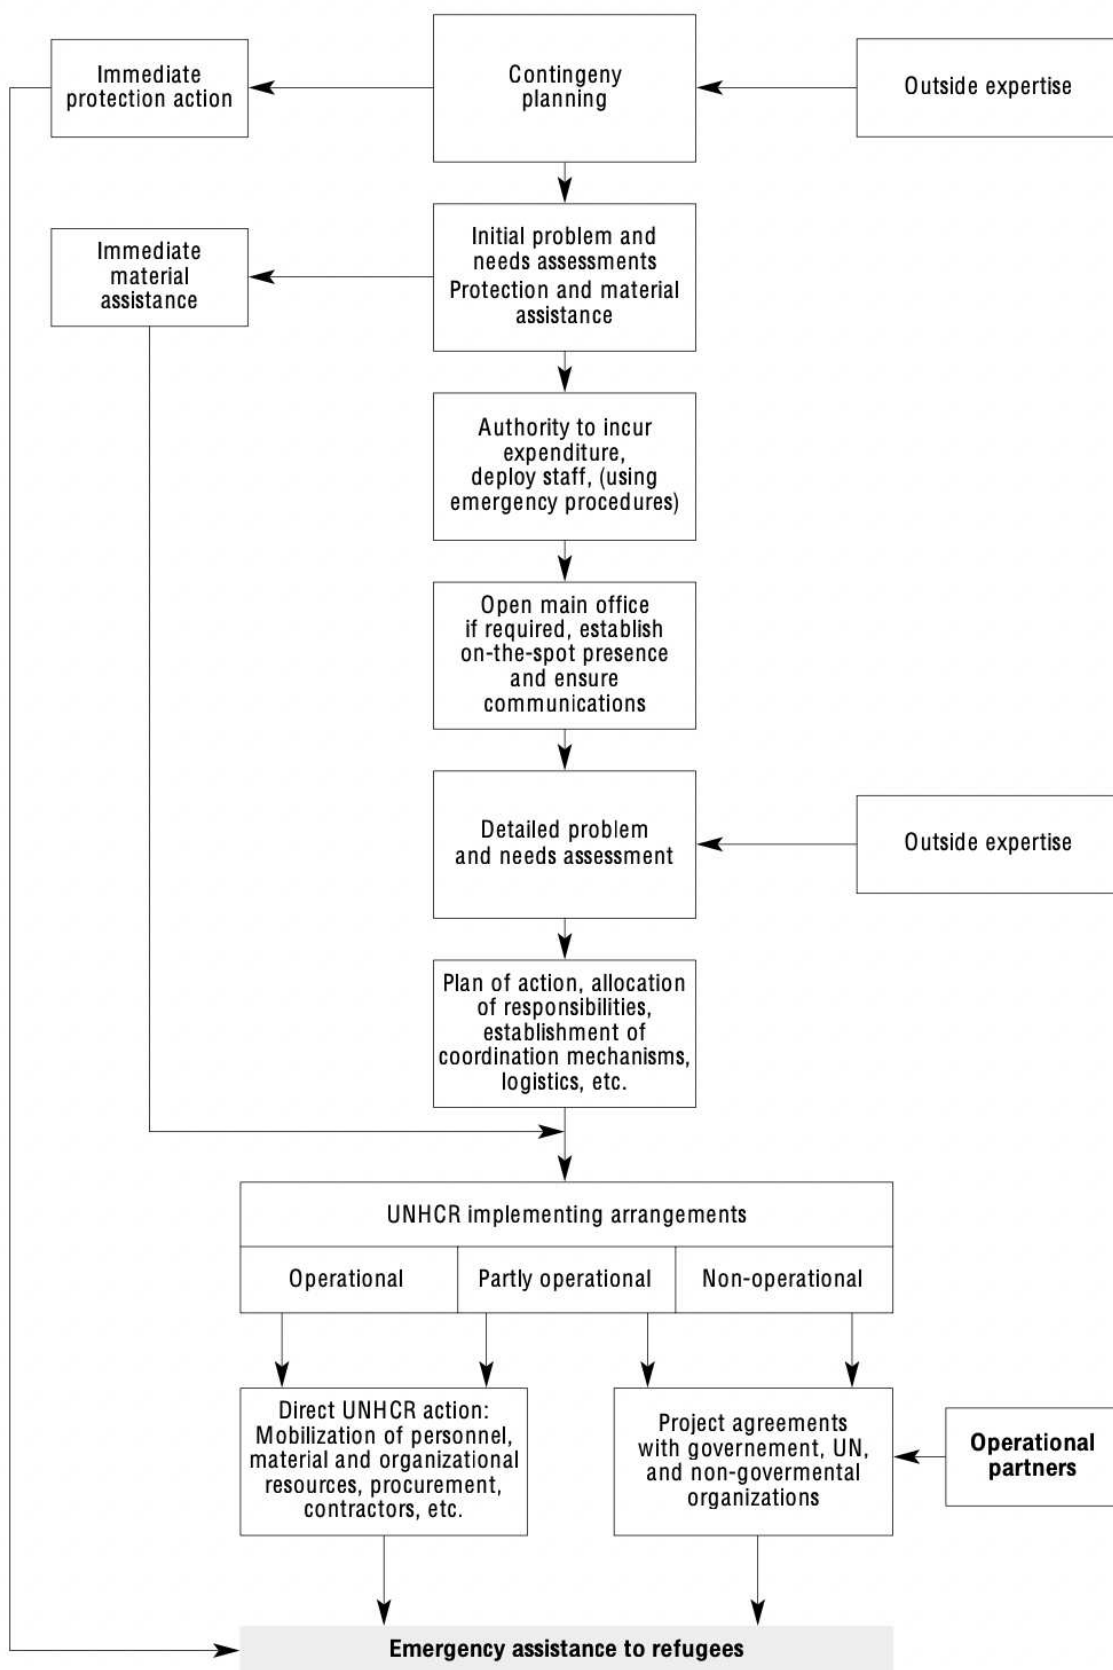 Immediate
protection action
Contingeny
planning
Outside expertise
Immediate
material
assistance
Initial problem and
needs assessments
Protection and material
assistance
Authority to incur
expenditure,
deploy staff, (using
emergency procedures)
Open main office
if required, establish
on-the-spot presence
and ensure
communications
Detailed problem
and needs assessment
Outside expertise
Plan of action, allocation
of responsibilities,
establishment of
coordination mechanisms,
logistics, etc.
UNHCR implementing arrangements
Operational
Partly operational
Non-operational
Direct UNHCR action:
Mobilization of personnel,
material and organizational
resources, procurement,
contractors, etc.
Project agreements
with governement, UN,
and non-govermental
organizations
Operational
partners
Emergency assistance to refugees